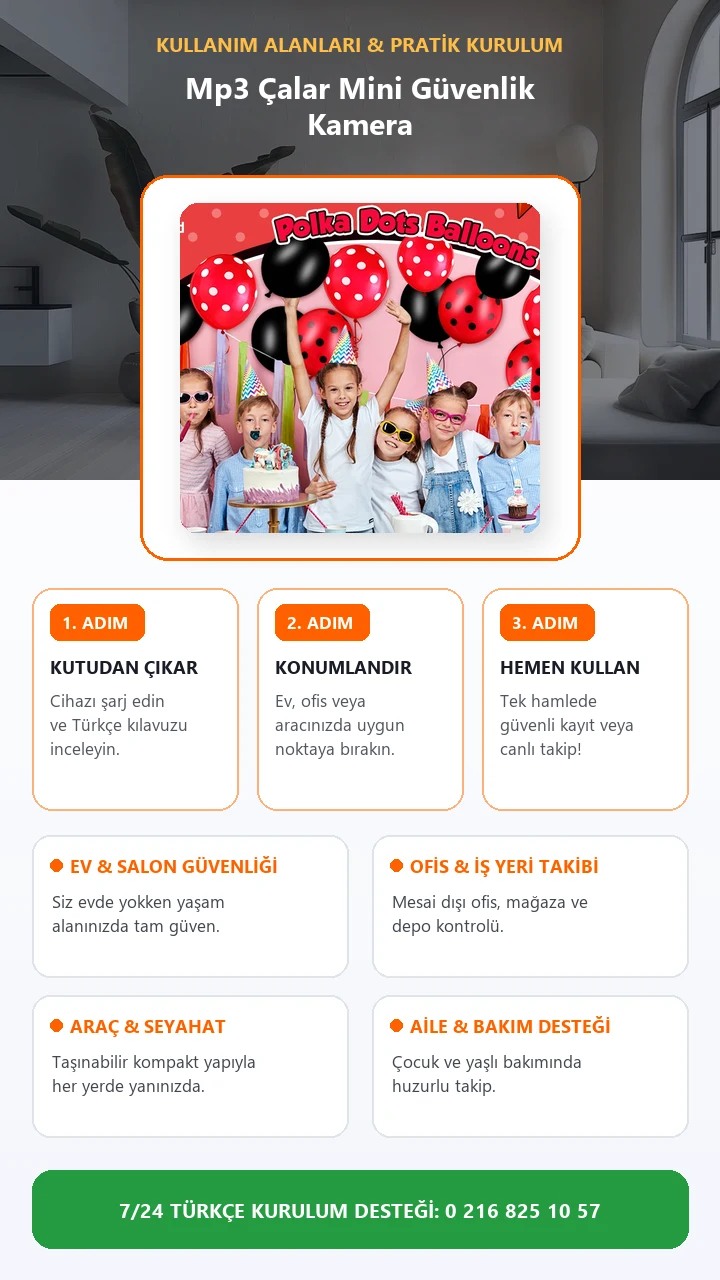 KULLANIM ALANLARI & PRATİK KURULUM
Mp3 Çalar Mini Güvenlik
Kamera
Polka Dots Balloons
1. ADIM
KUTUDAN ÇIKAR
Cihazı şarj edin
ve Türkçe kılavuzu
inceleyin.
2. ADIM
KONUMLANDIR
Ev, ofis veya
aracınızda uygun
noktaya bırakın.
3. ADIM
HEMEN KULLAN
Tek hamlede
güvenli kayıt veya
canlı takip!
EV & SALON GÜVENLİĞİ
Siz evde yokken yaşam
alanınızda tam güven.
OFİS & İŞ YERİ TAKİBİ
Mesai dışı ofis, mağaza ve
depo kontrolü.
ARAÇ & SEYAHAT
Taşınabilir kompakt yapıyla
her yerde yanınızda.
AİLE & BAKIM DESTEĞİ
Çocuk ve yaşlı bakımında
huzurlu takip.
7/24 TÜRKÇE KURULUM DESTEĞİ: 0 216 825 10 57